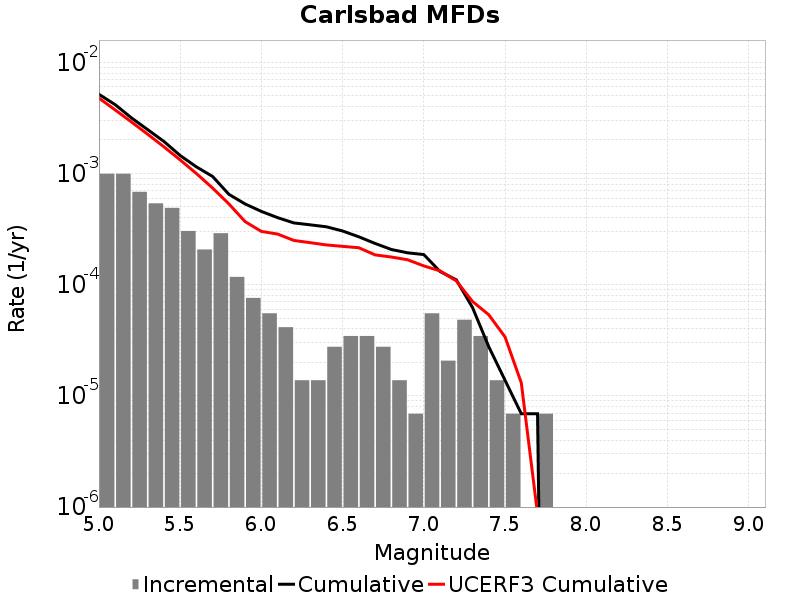 Carlsbad MFDs
10-2
10-3
10-4
10-5
10-6
Rate (1/yr)
5.0 5.5 6.0 6.5 7.0 7.5 8.0 8.5 9.0
Magnitude
Incremental Cumulative UCERF3 Cumulative